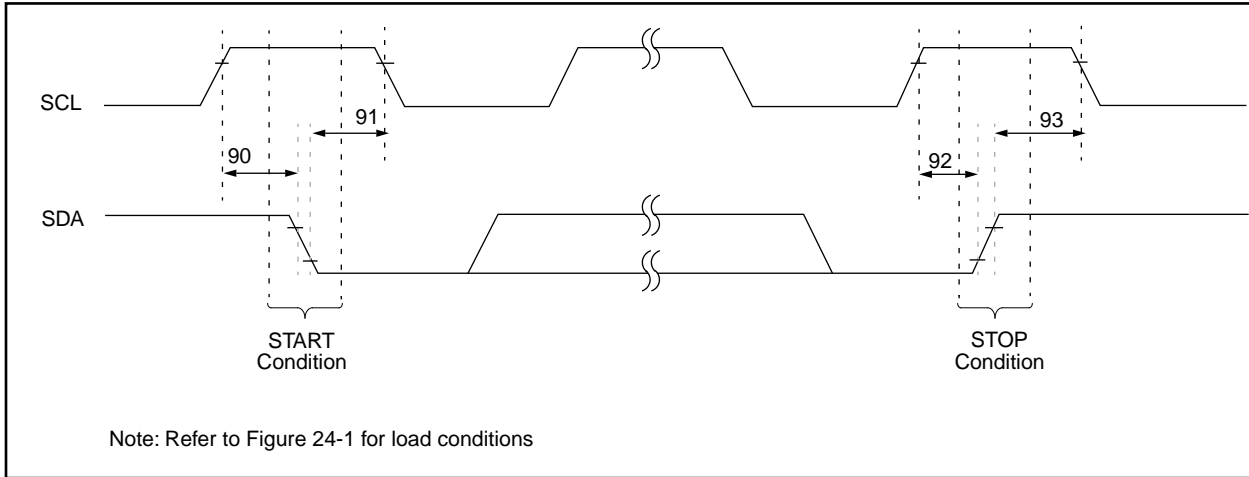 SCL
91
93
90
92
SDA
START
Condition
STOP
Condition
Note: Refer to Figure 24-1 for load conditions